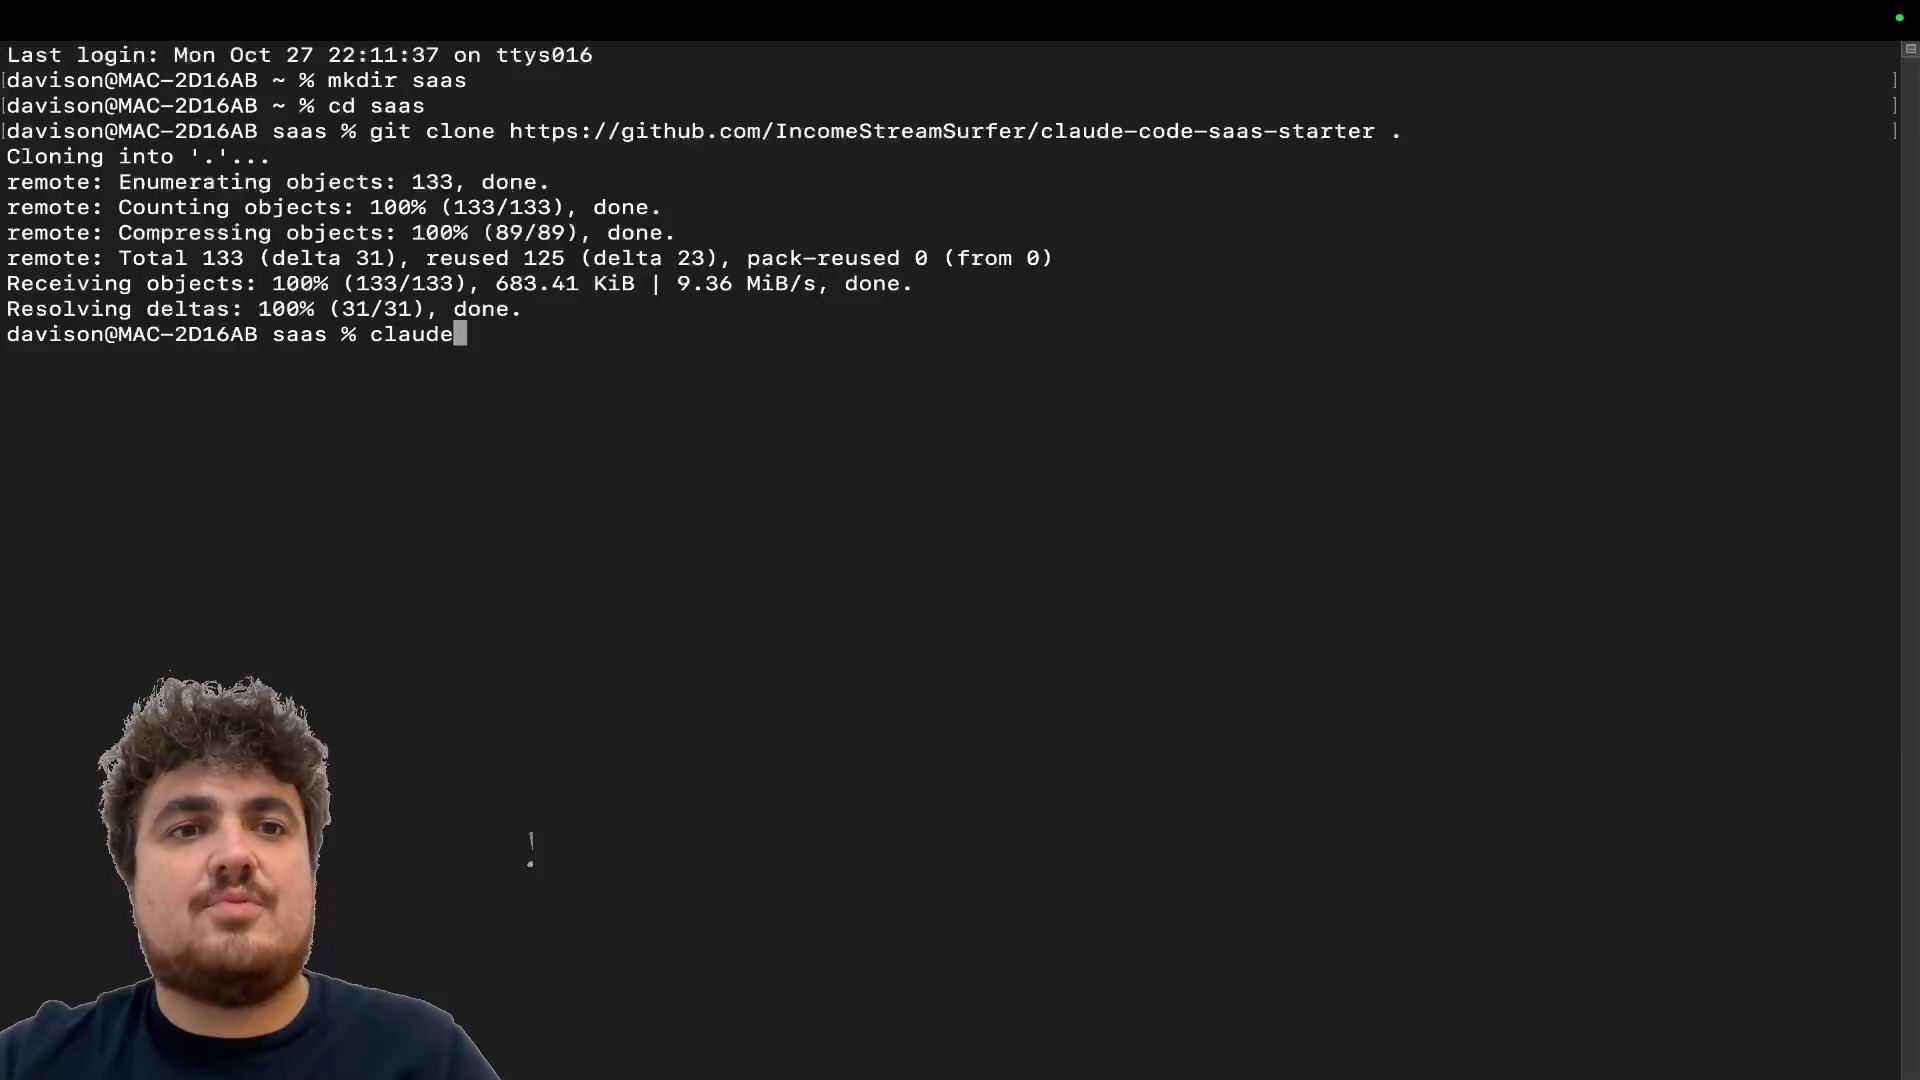 Last login: Mon Oct 27 22:11:37 on ttys016
[davison@MAC-2D16AB ~ % mkdir saas ]
[davison@MAC-2D16AB ~ % cd saas ]
[davison@MAC-2D16AB saas % git clone https://github.com/IncomeStreamSurfer/claude-code-saas-starter . ]
Cloning into '.'...
remote: Enumerating objects: 133, done.
remote: Counting objects: 100% (133/133), done.
remote: Compressing objects: 100% (89/89), done.
remote: Total 133 (delta 31), reused 125 (delta 23), pack-reused 0 (from 0)
Receiving objects: 100% (133/133), 683.41 KiB | 9.36 MiB/s, done.
Resolving deltas: 100% (31/31), done.
davison@MAC-2D16AB saas % claude